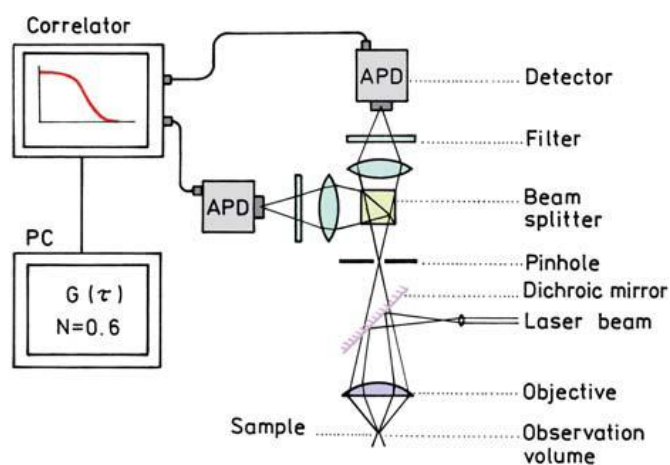 Correlator
APD
Detector
Filter
APD
Beam
splitter
PC
G(τ)
N=0.6
Pinhole
Dichroic mirror
Laser beam
Objective
Sample
Observation
volume